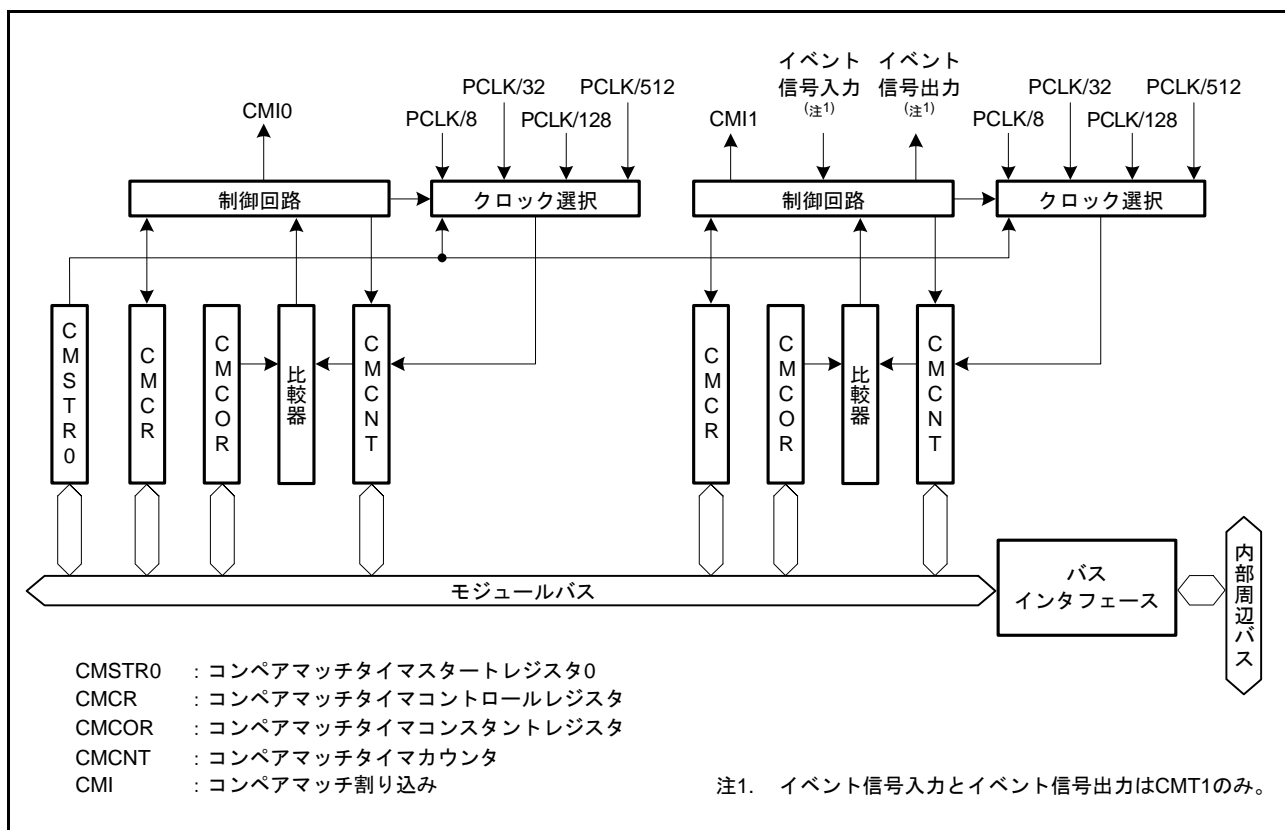 CMI0
PCLK/8
PCLK/32
PCLK/128
PCLK/512
制御回路
クロック選択
CMI1
イベント
信号入力
(注1)
イベント
信号出力
(注1)
PCLK/8
PCLK/32
PCLK/128
PCLK/512
制御回路
クロック選択
CMSTR0
CMCR
CMCOR
比較器
CMCNT
CMCR
CMCOR
比較器
CMCNT
モジュールバス
バス
インタフェース
内部周辺バス
CMSTR0 : コンペアマッチタイマスタートレジスタ0
CMCR : コンペアマッチタイマコントロールレジスタ
CMCOR : コンペアマッチタイマコンスタントレジスタ
CMCNT : コンペアマッチタイマカウンタ
CMI : コンペアマッチ割り込み
注1. イベント信号入力とイベント信号出力はCMT1のみ。